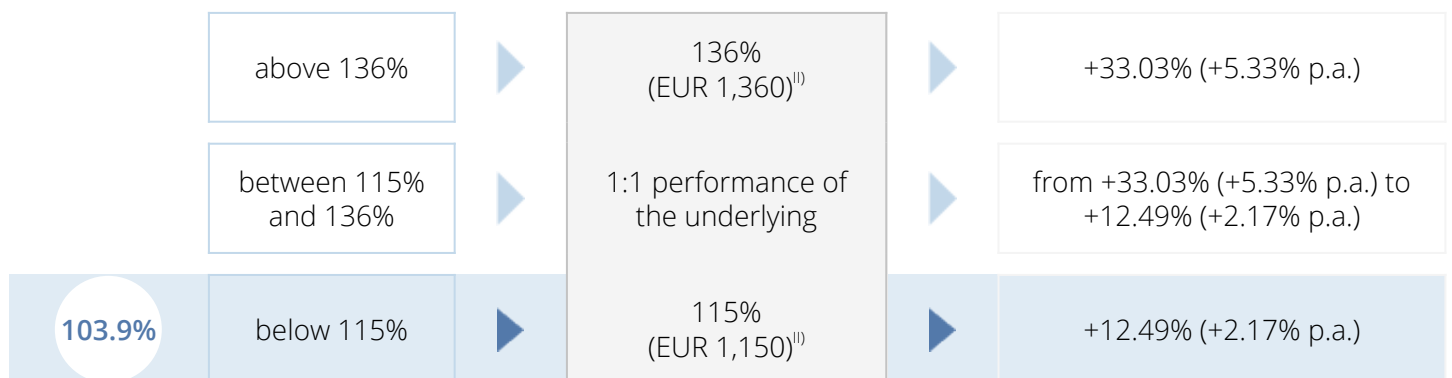 above 136%
136%
(EUR 1,360)II)
+33.03% (+5.33% p.a.)
between 115%
and 136%
1:1 performance of
the underlying
from +33.03% (+5.33% p.a.) to
+12.49% (+2.17% p.a.)
103.9%
below 115%
115%
(EUR 1,150)II)
+12.49% (+2.17% p.a.)